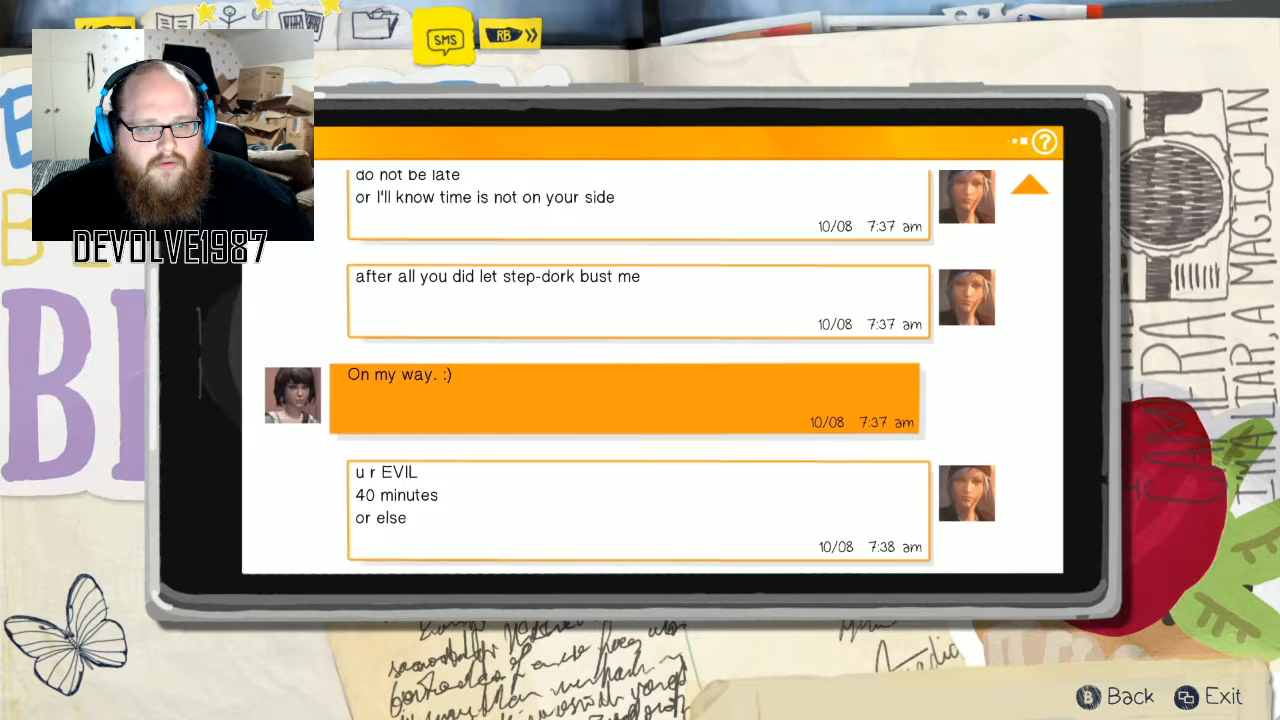 SMS
RB
do not be late
or I'll know time is not on your side
10/08 7:37 am
after all you did let step-dork bust me
10/08 7:37 am
On my way. :)
10/08 7:37 am
u r EVIL
40 minutes
or else
10/08 7:38 am
DEVOLVE1987
?
I'M A LIAR, A MAGICIAN
B Back
Exit